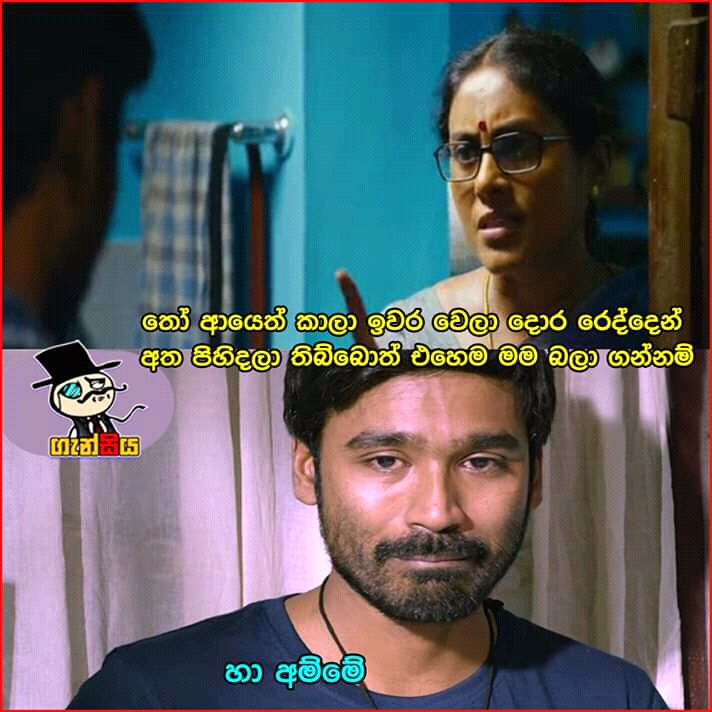 තෝ ආයෙත් කාලා ඉවර වෙලා දොර රෙද්දෙන්
අත පිහිදලා තිබ්බොත් එහෙම මම බලා ගන්නම්
ගැන්සිය
හා අම්මේ